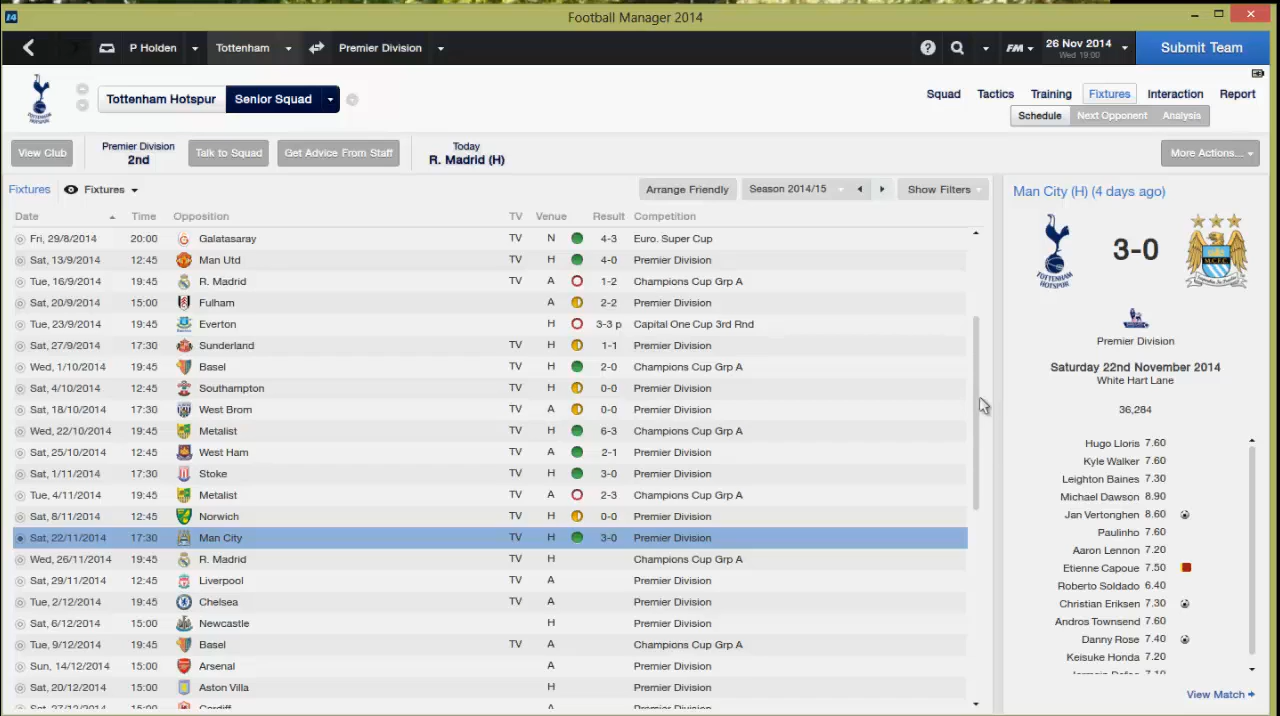 Football Manager 2014
P Holden Tottenham Premier Division FM 26 Nov 2014 Submit Team
Wed 19:00
Tottenham Hotspur Senior Squad Squad Tactics Training Fixtures Interaction Report
Schedule Next Opponent Analysis
View Club Premier Division Talk to Squad Get Advice From Staff Today More Actions...
2nd R. Madrid (H)
Fixtures Fixtures Arrange Friendly Season 2014/15 Show Filters
Date Time Opposition TV Venue Result Competition
Fri, 29/8/2014 20:00 Galatasaray TV N 4-3 Euro. Super Cup
Sat, 13/9/2014 12:45 Man Utd TV H 4-0 Premier Division
Tue, 16/9/2014 19:45 R. Madrid TV A 1-2 Champions Cup Grp A
Sat, 20/9/2014 15:00 Fulham A 2-2 Premier Division
Tue, 23/9/2014 19:45 Everton H 3-3 p Capital One Cup 3rd Rnd
Sat, 27/9/2014 17:30 Sunderland TV H 1-1 Premier Division
Wed, 1/10/2014 19:45 Basel TV H 2-0 Champions Cup Grp A
Sat, 4/10/2014 12:45 Southampton TV H 0-0 Premier Division
Sat, 18/10/2014 17:30 West Brom TV A 0-0 Premier Division
Wed, 22/10/2014 19:45 Metalist TV H 6-3 Champions Cup Grp A
Sat, 25/10/2014 12:45 West Ham TV A 2-1 Premier Division
Sat, 1/11/2014 17:30 Stoke TV H 3-0 Premier Division
Tue, 4/11/2014 19:45 Metalist TV A 2-3 Champions Cup Grp A
Sat, 8/11/2014 12:45 Norwich TV H 0-0 Premier Division
Sat, 22/11/2014 17:30 Man City TV H 3-0 Premier Division
Wed, 26/11/2014 19:45 R. Madrid TV H Champions Cup Grp A
Sat, 29/11/2014 12:45 Liverpool TV A Premier Division
Tue, 2/12/2014 19:45 Chelsea TV A Premier Division
Sat, 6/12/2014 15:00 Newcastle H Premier Division
Tue, 9/12/2014 19:45 Basel TV A Champions Cup Grp A
Sun, 14/12/2014 15:00 Arsenal A Premier Division
Sat, 20/12/2014 15:00 Aston Villa H Premier Division
Sat, 27/12/2014 15:00 Cardiff A Premier Division
Man City (H) (4 days ago)
3-0
Premier Division
Saturday 22nd November 2014
White Hart Lane
36,284
Hugo Lloris 7.60
Kyle Walker 7.60
Leighton Baines 7.30
Michael Dawson 8.90
Jan Vertonghen 8.60
Paulinho 7.60
Aaron Lennon 7.20
Etienne Capoue 7.50
Roberto Soldado 6.40
Christian Eriksen 7.30
Andros Townsend 7.60
Danny Rose 7.40
Keisuke Honda 7.20
Jermain Defoe 7.10
View Match